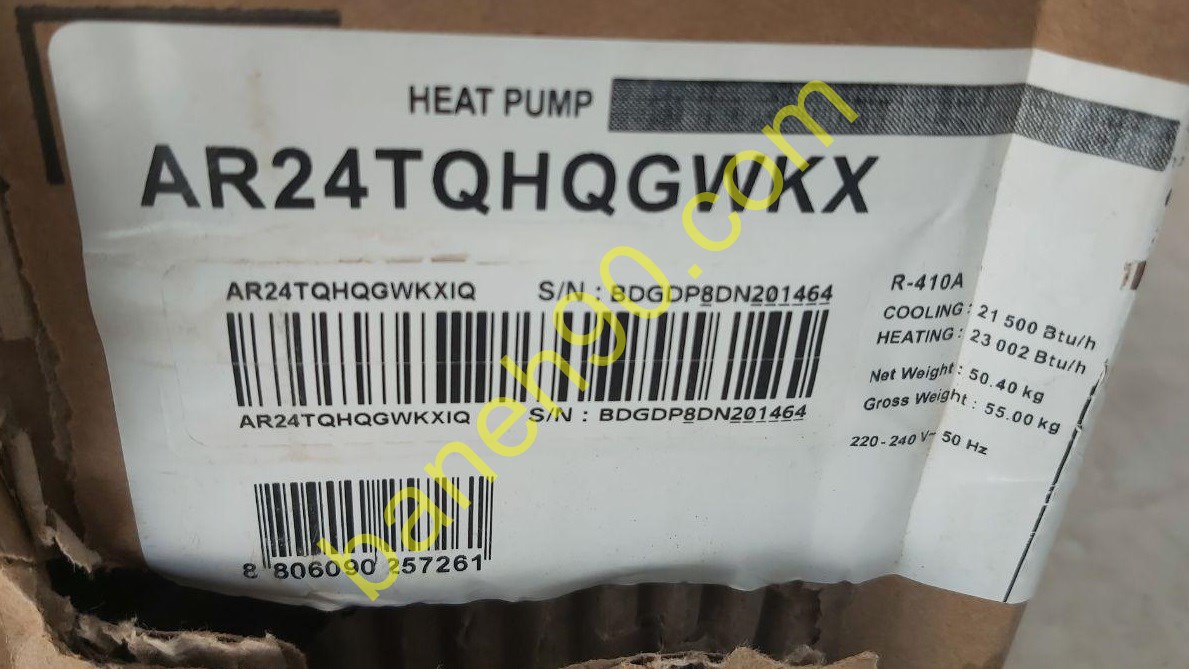 HEAT PUMP
AR24TQHQGWKX
AR24TQHQGWKXIQ S/N : BDGDP8DN201464
AR24TQHQGWKXIQ S/N : BDGDP8DN201464
R-410A
COOLING : 21 500 Btu/h
HEATING : 23 002 Btu/h
Net Weight : 50.40 kg
Gross Weight : 55.00 kg
220-240 V~ 50 Hz
8 806090 257261
baneh90.com